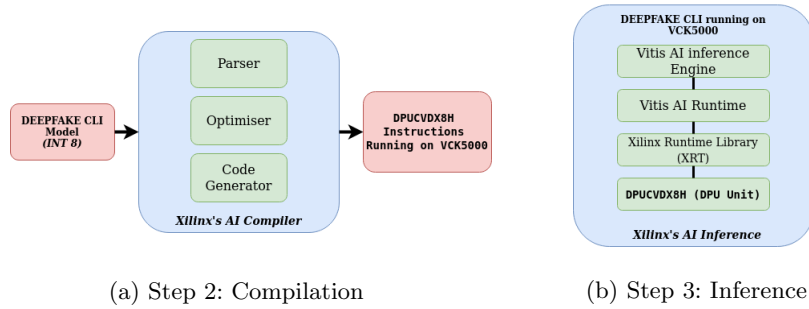 DEEPFAKE CLI
Model
(INT 8)
Parser
Optimiser
Code
Generator
Xilinx's AI Compiler
DPUCVDX8H
Instructions
Running on VCK5000
(a) Step 2: Compilation
DEEPFAKE CLI running on
VCK5000
Vitis AI inference
Engine
Vitis AI Runtime
Xilinx Runtime Library
(XRT)
DPUCVDX8H (DPU Unit)
Xilinx's AI Inference
(b) Step 3: Inference